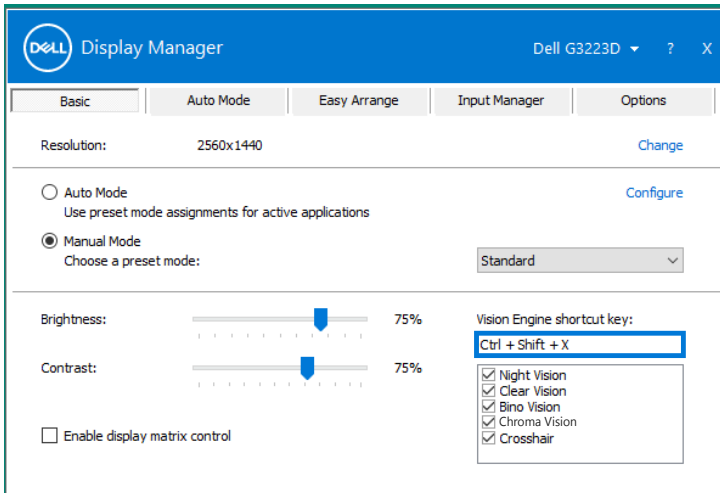 DELL Display Manager Dell G3223D ? X
Basic Auto Mode Easy Arrange Input Manager Options
Resolution: 2560x1440 Change
Auto Mode Configure
Use preset mode assignments for active applications
Manual Mode
Choose a preset mode: Standard
Brightness: 75% Vision Engine shortcut key:
Ctrl + Shift + X
Contrast: 75%
Night Vision
Clear Vision
Bino Vision
Chroma Vision
Enable display matrix control
Crosshair